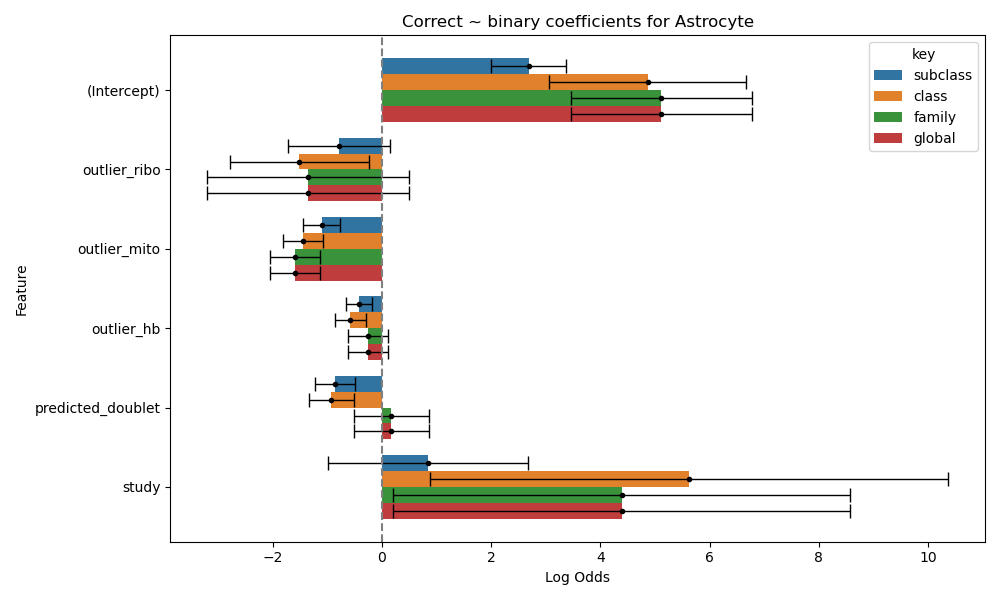 Correct ~ binary coefficients for Astrocyte
key
subclass
class
family
global
Feature
(Intercept)
outlier_ribo
outlier_mito
outlier_hb
predicted_doublet
study
−2 0 2 4 6 8 10
Log Odds